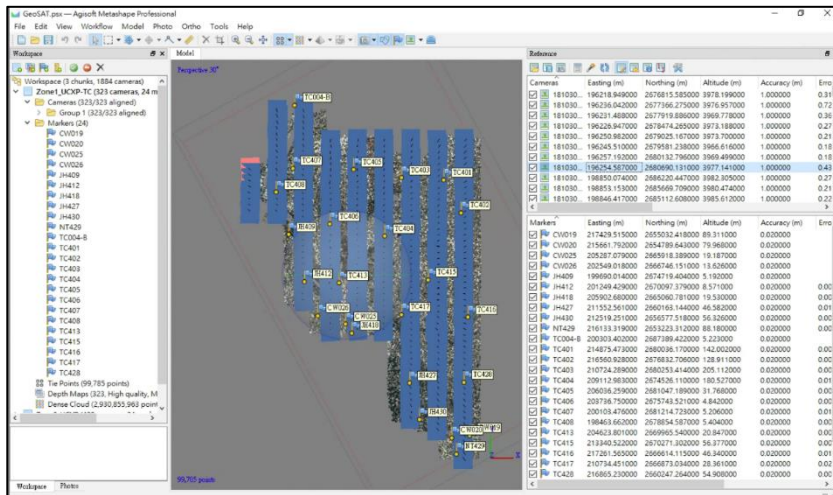 GeoSAT.psx — Agisoft Metashape Professional
File Edit View Workflow Model Photo Ortho Tools Help
Workspace
Workspace (3 chunks, 1884 cameras)
Zone1_UCXP-TC (323 cameras, 24 m
Cameras (323/323 aligned)
Group 1 (323/323 aligned)
Markers (24)
CW019
CW020
CW025
CW026
JH409
JH412
JH418
JH427
JH430
NT429
TC004-B
TC401
TC402
TC403
TC404
TC405
TC406
TC407
TC408
TC413
TC415
TC416
TC417
TC428
Tie Points (99,785 points)
Depth Maps (323, High quality, M
Dense Cloud (2,930,855,963 point
Workspace Photos
Model
Perspective 30°
TC004-B
TC407
TC405
TC403
TC401
TC408
TC402
TC406
JH409
TC404
JH412
TC413
TC415
CW026
CW025
JH418
TC417
TC416
JH427
TC428
JH430
CW020
NT429
99,785 points
Reference
Cameras Easting (m) Northing (m) Altitude (m) Accuracy (m) Erro
181030... 196218.949000 2676815.585000 3978.199000 1.000000 0.31
181030... 196236.042000 2677366.275000 3976.957000 1.000000 0.72
181030... 196231.488000 2677919.886000 3969.778000 1.000000 0.36
181030... 196226.947000 2678474.265000 3973.188000 1.000000 0.27
181030... 196250.982000 2679025.167000 3973.700000 1.000000 0.21
181030... 196245.510000 2679581.238000 3966.616000 1.000000 0.18
181030... 196257.192000 2680132.796000 3969.499000 1.000000 0.18
181030... 196254.587000 2680690.131000 3977.141000 1.000000 0.43
181030... 198850.074000 2686220.447000 3982.305000 1.000000 0.27
181030... 198853.153000 2685669.709000 3980.474000 1.000000 0.21
181030... 198846.417000 2685112.608000 3985.612000 1.000000 0.22
Markers Easting (m) Northing (m) Altitude (m) Accuracy (m) Erro
CW019 217429.515000 2655032.418000 89.311000 0.020000
CW020 215661.792000 2654789.643000 79.968000 0.020000
CW025 205287.079000 2665918.389000 19.187000 0.020000
CW026 202549.018000 2666746.151000 13.626000 0.020000
JH409 199690.014000 2674719.404000 5.192000 0.020000
JH412 201249.429000 2670097.379000 8.571000 0.020000 0.00
JH418 205902.680000 2665060.781000 19.530000 0.020000 0.00
JH427 211552.561000 2660163.144000 46.582000 0.020000 0.01
JH430 212519.251000 2656577.518000 56.326000 0.020000 0.00
NT429 216133.319000 2653223.312000 88.180000 0.020000 0.00
TC004-B 200303.402000 2687389.422000 5.223000 0.020000
TC401 214875.473000 2680036.170000 142.002000 0.020000 0.00
TC402 216560.928000 2676832.706000 128.911000 0.020000 0.00
TC403 210724.289000 2680253.414000 205.112000 0.020000 0.00
TC404 209112.983000 2674526.110000 180.527000 0.020000 0.01
TC405 206036.259000 2681047.189000 31.768000 0.020000 0.00
TC406 203736.750000 2675743.521000 4.842000 0.020000 0.00
TC407 200103.476000 2681214.723000 5.206000 0.020000 0.01
TC408 198463.662000 2678854.587000 5.404000 0.020000 0.00
TC413 204623.801000 2669965.540000 20.847000 0.020000 0.00
TC415 213340.522000 2670271.302000 56.377000 0.020000 0.00
TC416 217261.565000 2666614.115000 46.340000 0.020000 0.01
TC417 210734.451000 2666873.034000 28.361000 0.020000 0.02
TC428 216865.230000 2660247.264000 54.908000 0.020000 0.00